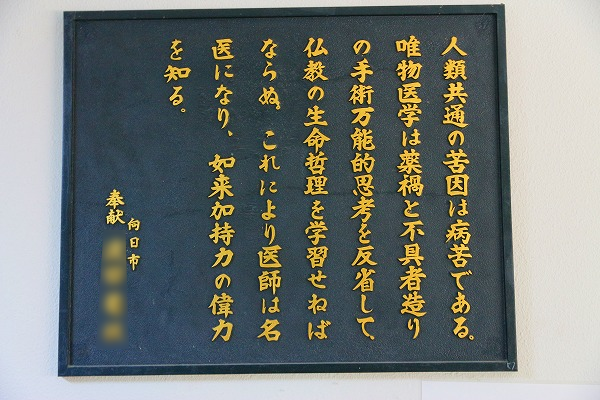 人類共通の苦因は病苦である。
唯物医学は薬禍と不具者造り
の手術万能的思考を反省して、
仏教の生命哲理を学習せねば
ならぬ。これにより医師は名
医になり、如来加持力の偉力
を知る。
向日市
奉献